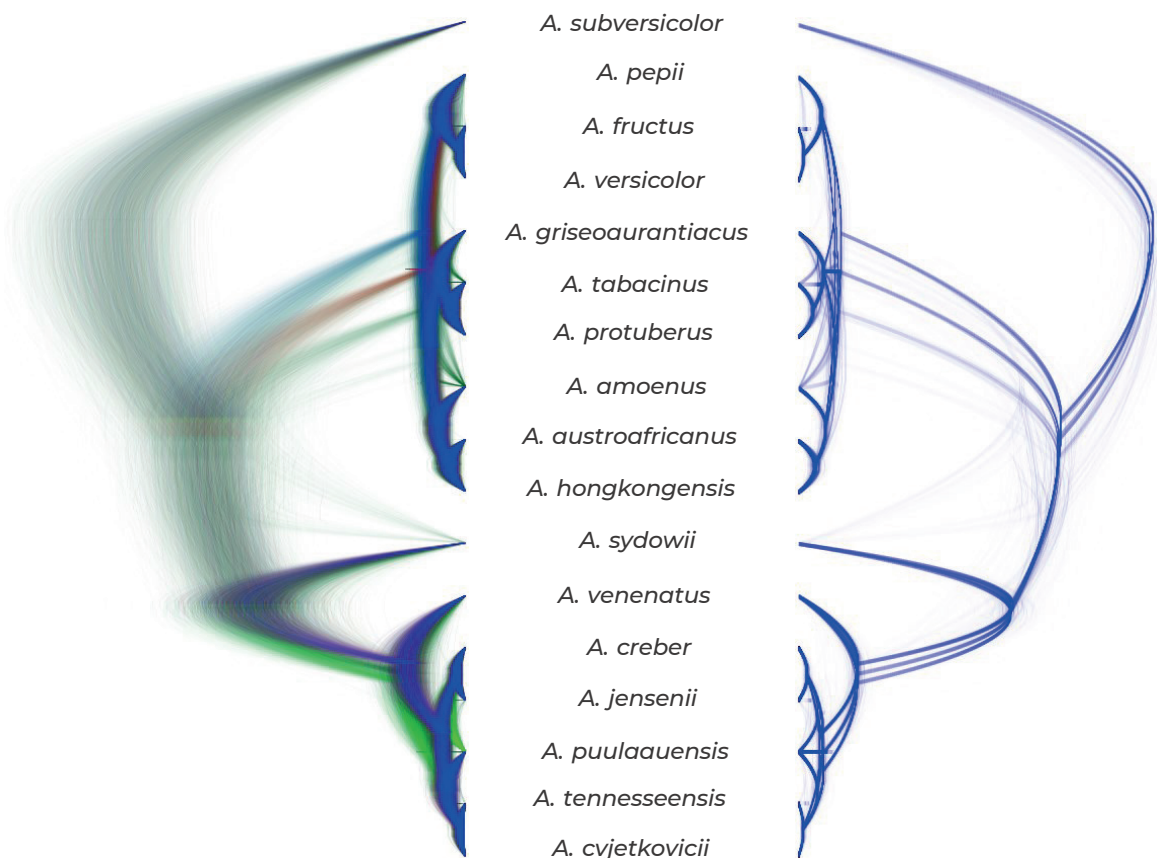 A. subversicolor
A. pepii
A. fructus
A. versicolor
A. griseoaurantiacus
A. tabacinus
A. protuberus
A. amoenus
A. austroafricanus
A. hongkongensis
A. sydowii
A. venenatus
A. creber
A. jensenii
A. puulaauensis
A. tennesseensis
A. cvjetkovicii